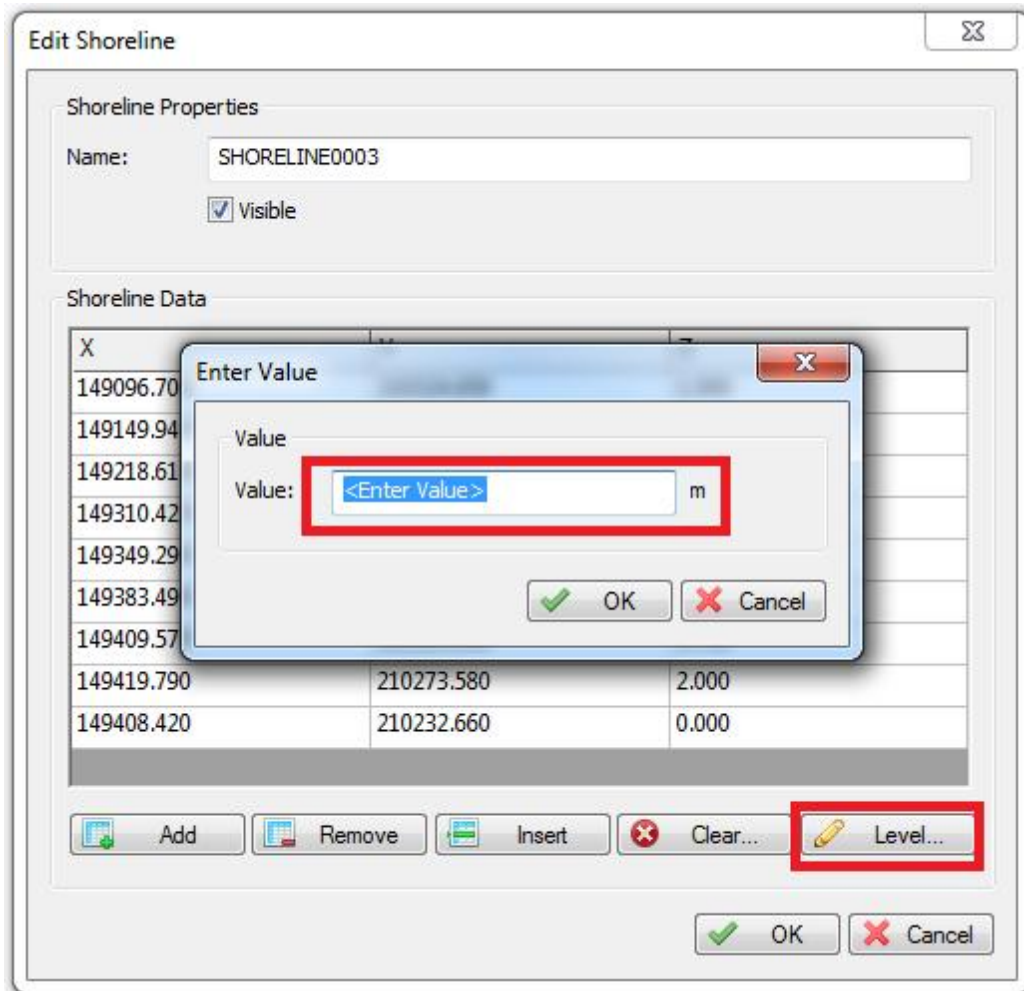 Edit Shoreline
Shoreline Properties
Name: SHORELINE0003
Visible
Shoreline Data
X
Enter Value
149096.70
149149.94
Value
149218.61
Value: <Enter Value> m
149310.42
149349.29
149383.49
OK Cancel
149409.57
149419.790 210273.580 2.000
149408.420 210232.660 0.000
Add Remove Insert Clear... Level...
OK Cancel